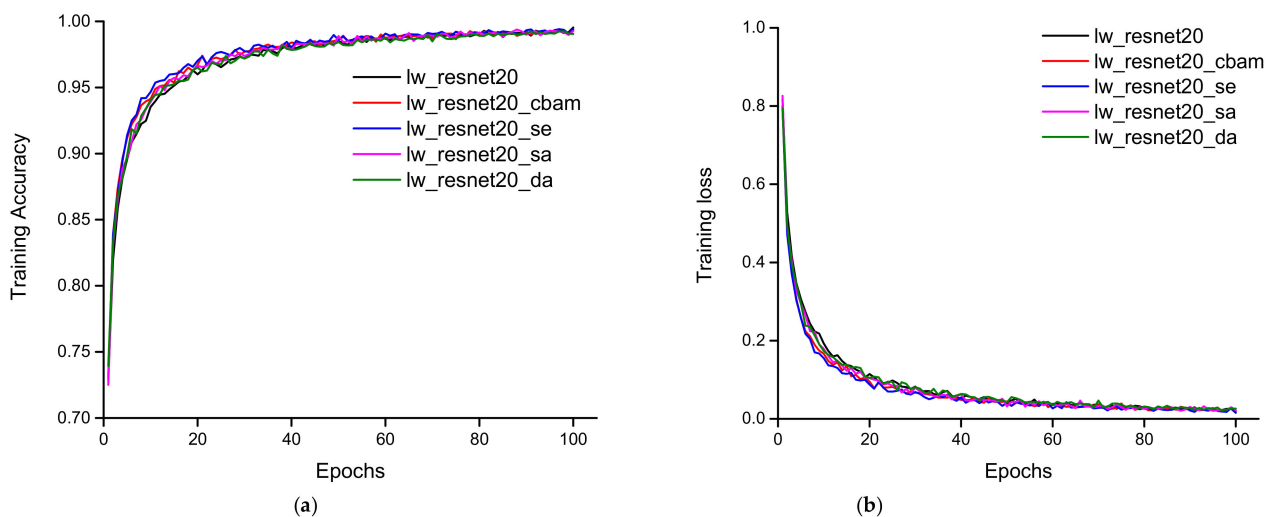 1.00
0.95
0.90
0.85
0.80
0.75
0.70
Training Accuracy
0
20
40
60
80
100
Epochs
lw_resnet20
lw_resnet20_cbam
lw_resnet20_se
lw_resnet20_sa
lw_resnet20_da
(a)
1.0
0.8
0.6
0.4
0.2
0.0
Training loss
0
20
40
60
80
100
Epochs
lw_resnet20
lw_resnet20_cbam
lw_resnet20_se
lw_resnet20_sa
lw_resnet20_da
(b)